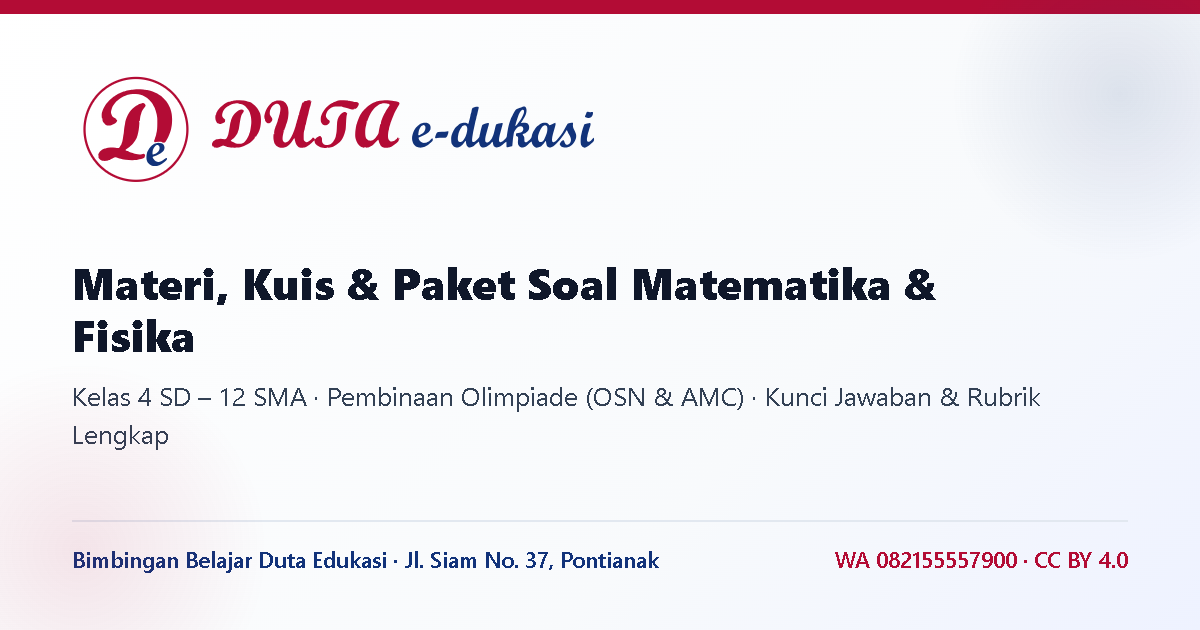 De
DUTA e-dukasi
Materi, Kuis & Paket Soal Matematika &
Fisika
Kelas 4 SD – 12 SMA · Pembinaan Olimpiade (OSN & AMC) · Kunci Jawaban & Rubrik
Lengkap
Bimbingan Belajar Duta Edukasi · Jl. Siam No. 37, Pontianak
WA 082155557900 · CC BY 4.0